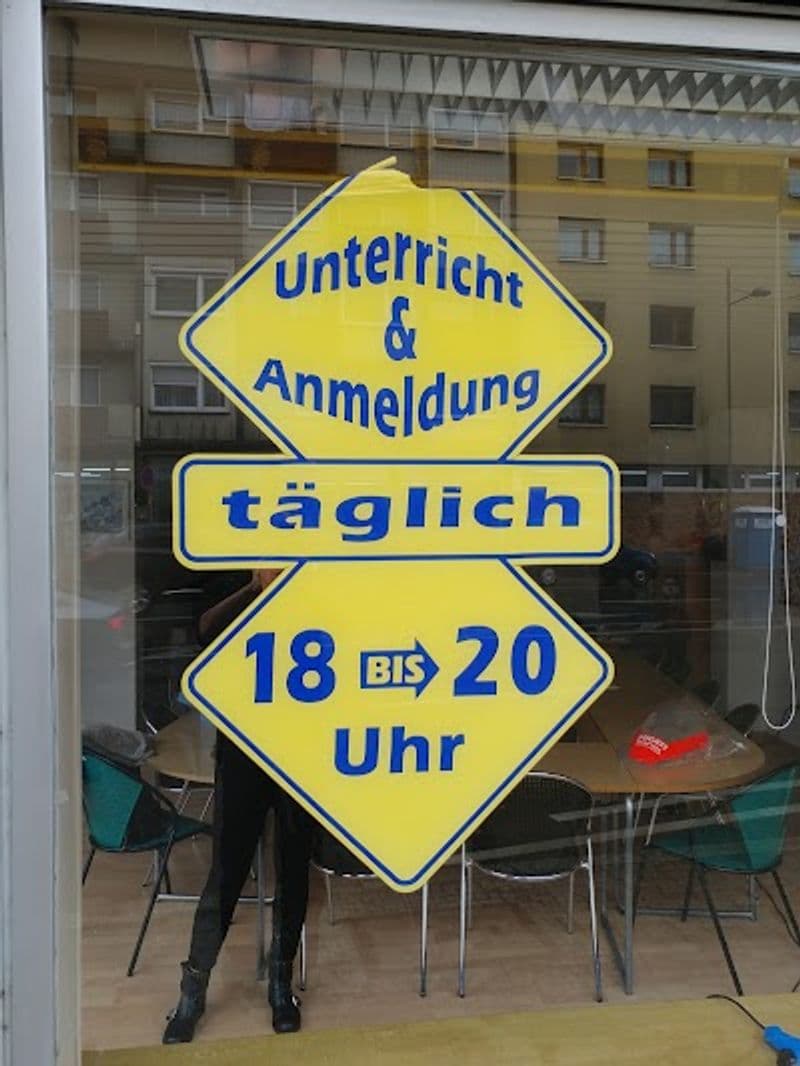 Unterricht
&
Anmeldung
täglich
18 BIS 20
Uhr